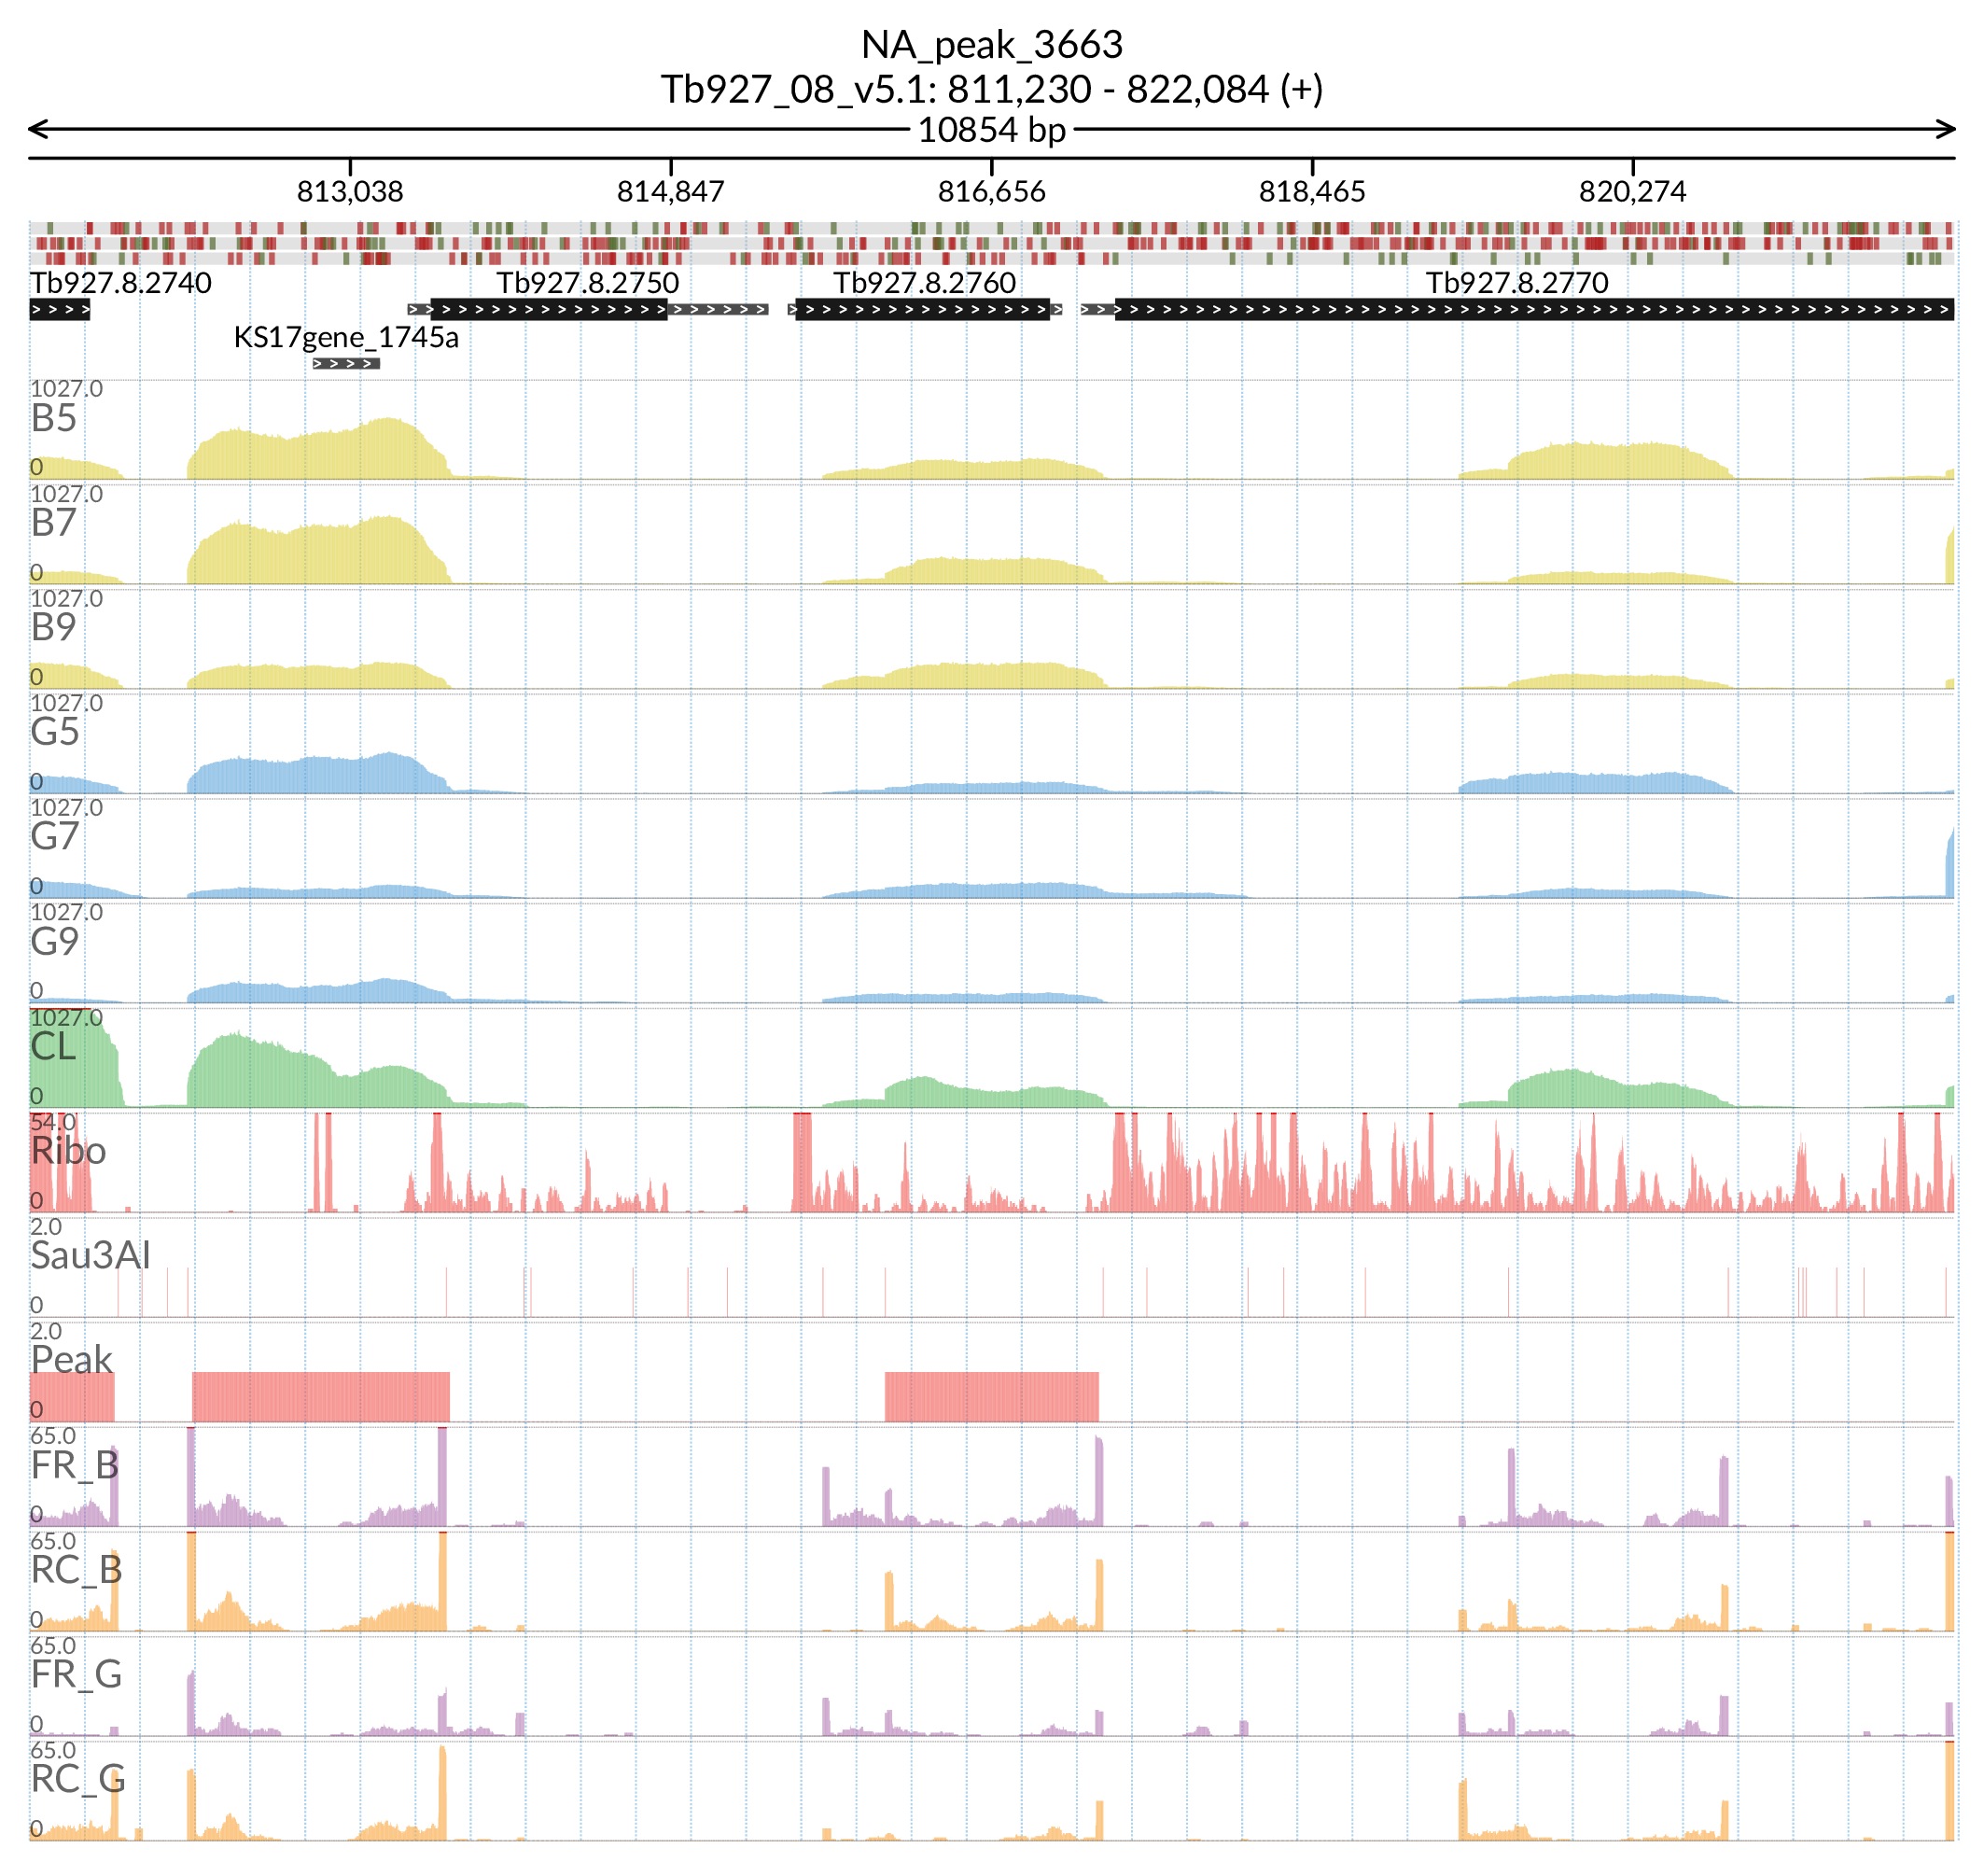 NA_peak_3663
Tb927_08_v5.1: 811,230 - 822,084 (+)
10854 bp
813,038 814,847 816,656 818,465 820,274
Tb927.8.2740 Tb927.8.2750 Tb927.8.2760 Tb927.8.2770
KS17gene_1745a
1027.0
B5
0
1027.0
B7
0
1027.0
B9
0
1027.0
G5
0
1027.0
G7
0
1027.0
G9
0
1027.0
CL
0
54.0
Ribo
0
2.0
Sau3AI
0
2.0
Peak
0
65.0
FR_B
0
65.0
RC_B
0
65.0
FR_G
0
65.0
RC_G
0